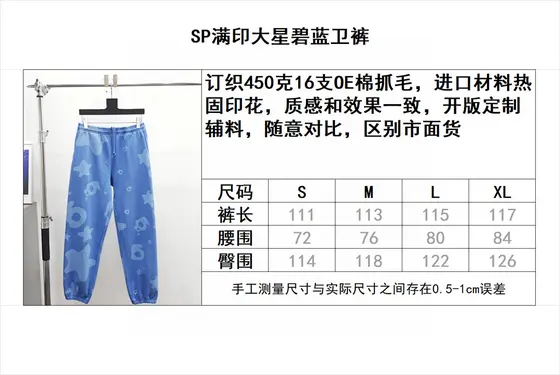 SP满印大星碧蓝卫裤
订织450克16支OE棉抓毛，进口材料热
固印花，质感和效果一致，开版定制
辅料，随意对比，区别市面货
尺码 S M L XL
裤长 111 113 115 117
腰围 72 76 80 84
臀围 114 118 122 126
手工测量尺寸与实际尺寸之间存在0.5-1cm误差